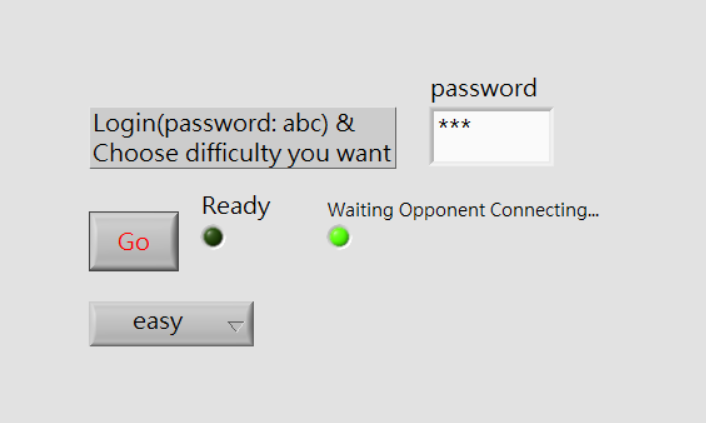 password
Login(password: abc) &
Choose difficulty you want
***
Ready
Waiting Opponent Connecting...
Go
easy